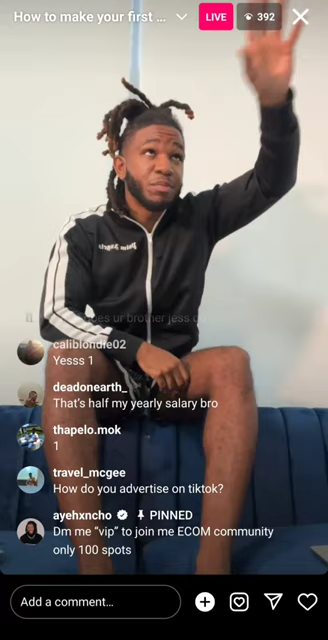 How to make your first ...
LIVE
392
caliblondie02
Yesss 1
deadonearth_
That's half my yearly salary bro
thapelo.mok
1
travel_mcgee
How do you advertise on tiktok?
ayehxncho PINNED
Dm me “vip” to join me ECOM community
only 100 spots
Add a comment...